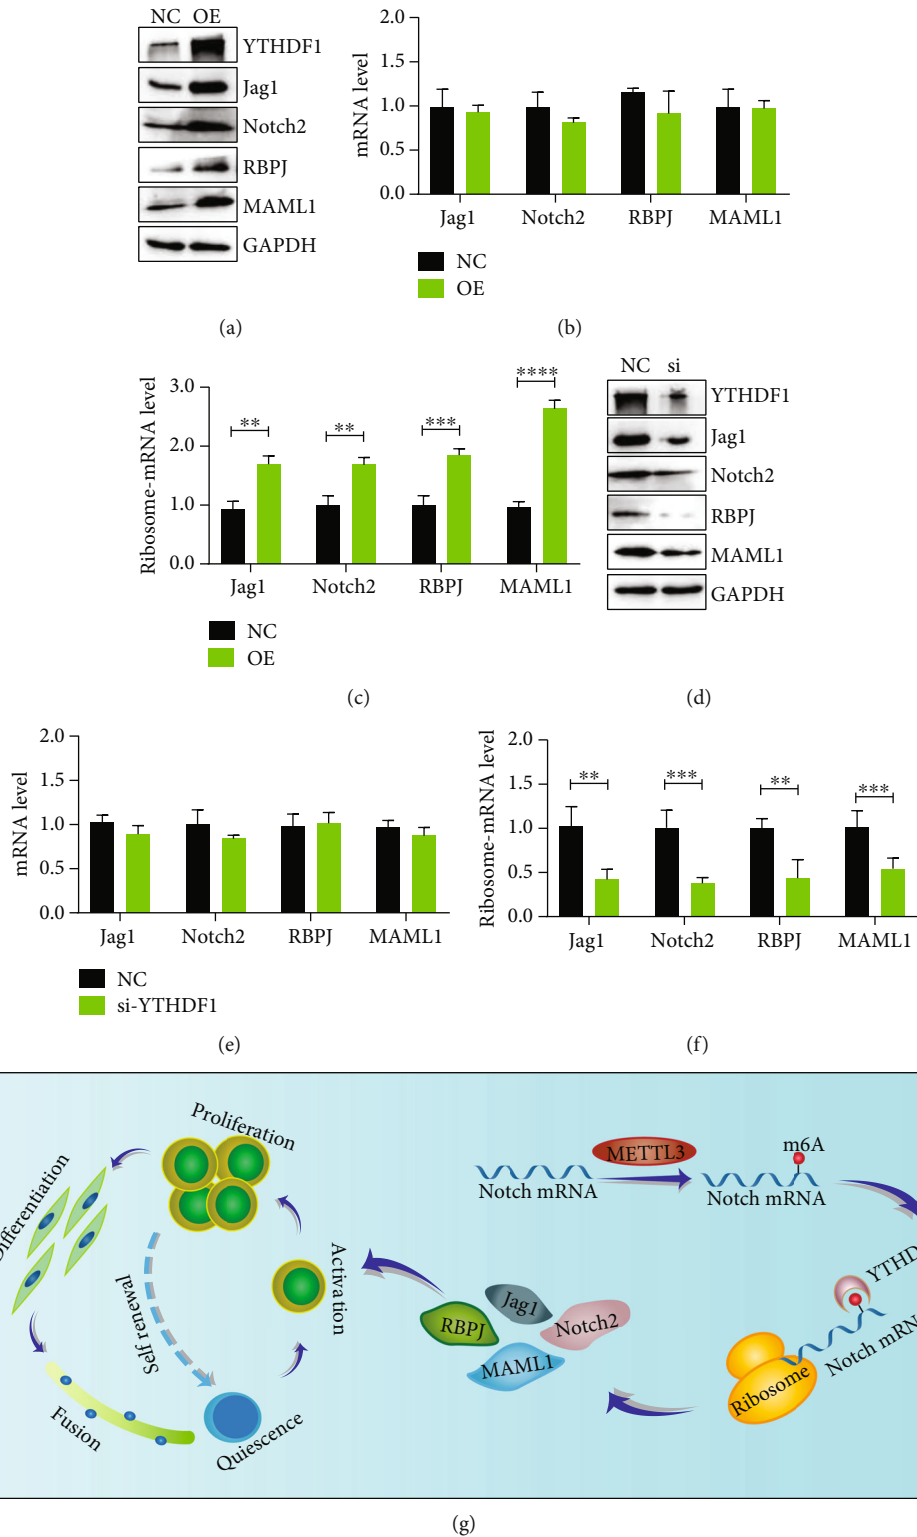 NC OE
YTHDF1
Jag1
Notch2
RBPJ
MAML1
GAPDH
(a)
mRNA level
2.0
1.5
1.0
0.5
0.0
Jag1 Notch2 RBPJ MAML1
NC
OE
(b)
Ribosome-mRNA level
3.0
2.0
1.0
0.0
** ** *** ****
Jag1 Notch2 RBPJ MAML1
NC
OE
(c)
NC si
YTHDF1
Jag1
Notch2
RBPJ
MAML1
GAPDH
(d)
mRNA level
2.0
1.5
1.0
0.5
0.0
Jag1 Notch2 RBPJ MAML1
NC
si-YTHDF1
(e)
Ribosome-mRNA level
2.0
1.5
1.0
0.5
0.0
** *** ** ***
Jag1 Notch2 RBPJ MAML1
(f)
Proliferation
Differentiation
Self renewal
Activation
Fusion
Quiescence
METTL3
Notch mRNA
m6A
Notch mRNA
YTHD
Notch mRN
Ribosome
Jag1
RBPJ
Notch2
MAML1
(g)